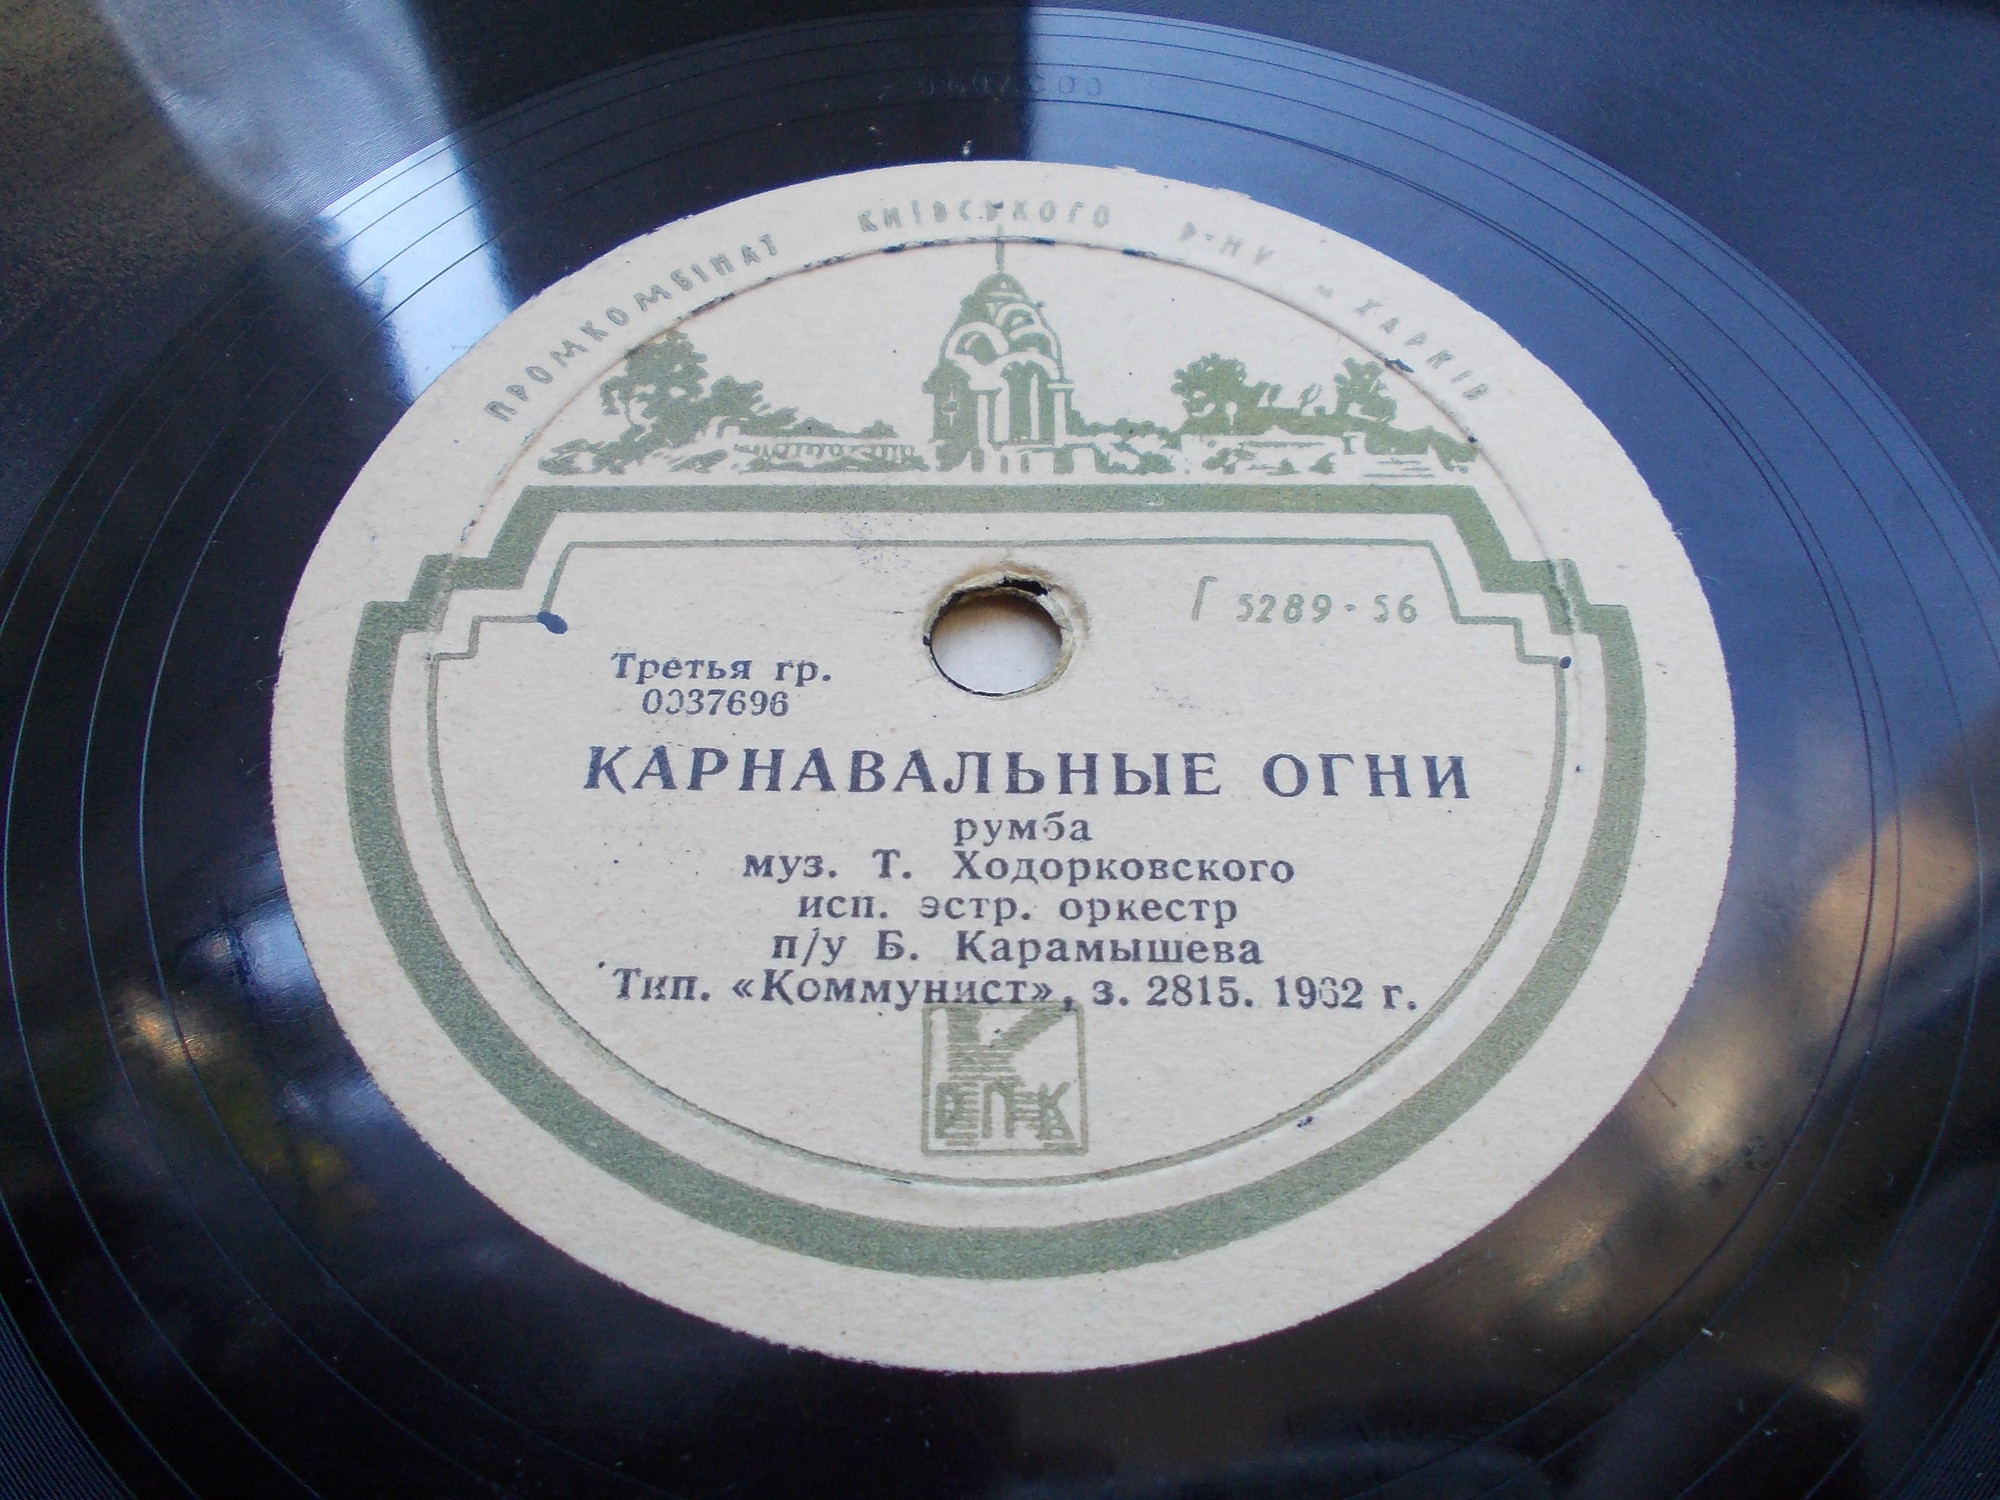 ПРОМКОМБІНАТ КИЇВСЬКОГО Р-НУ м ХАРКІВ
Г 5289-56
Третья гр.
0037696
КАРНАВАЛЬНЫЕ ОГНИ
румба
муз. Т. Ходорковского
исп. эстр. оркестр
п/у Б. Карамышева
Тип. «Коммунист», з. 2815. 1962 г.
К
РПК